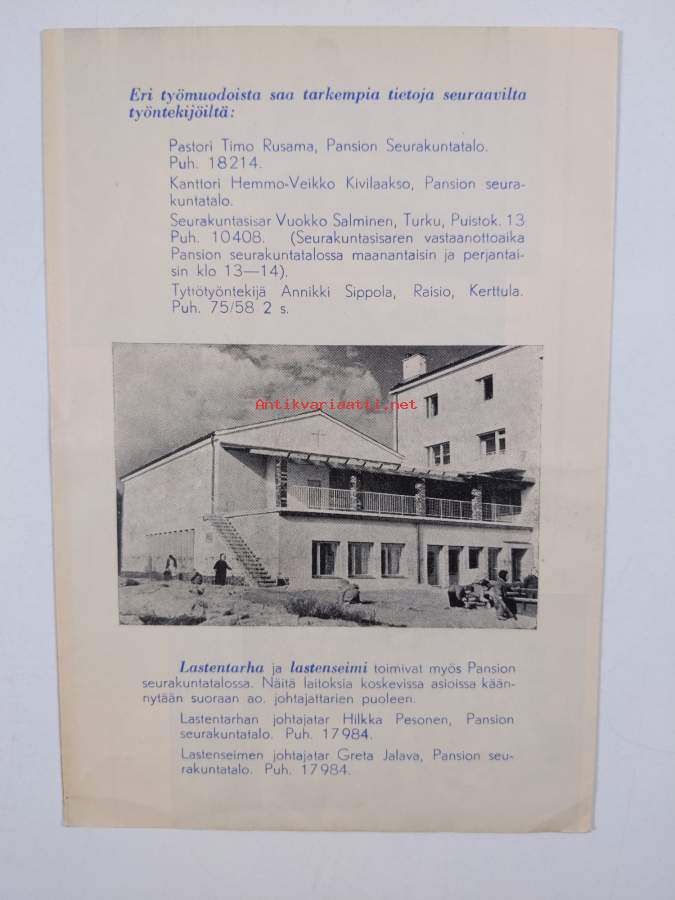 Eri työmuodoista saa tarkempia tietoja seuraavilta
työntekijöiltä:
Pastori Timo Rusama, Pansion Seurakuntatalo.
Puh. 18214.
Kanttori Hemmo-Veikko Kivilaakso, Pansion seura-
kuntatalo.
Seurakuntasisar Vuokko Salminen, Turku, Puistok. 13
Puh. 10408. (Seurakuntasisaren vastaanottoaika
Pansion seurakuntatalossa maanantaisin ja perjantai-
sin klo 13—14).
Tyttötyöntekijä Annikki Sippola, Raisio, Kerttula.
Puh. 75/58 2 s.
Antikvariaatti.net
Lastentarha ja lastenseimi toimivat myös Pansion
seurakuntatalossa. Näitä laitoksia koskevissa asioissa kään-
nytään suoraan ao. johtajattarien puoleen.
Lastentarhan johtajatar Hilkka Pesonen, Pansion
seurakuntatalo. Puh. 17984.
Lastenseimen johtajatar Greta Jalava, Pansion seu-
rakuntatalo. Puh. 17984.